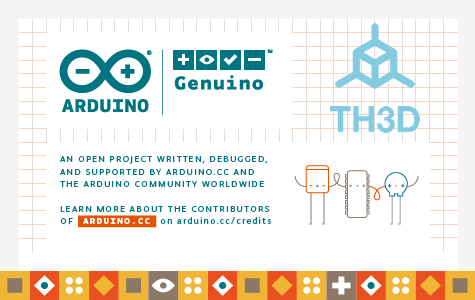 ARDUINO
Genuino
TH3D
AN OPEN PROJECT WRITTEN, DEBUGGED,
AND SUPPORTED BY ARDUINO.CC AND
THE ARDUINO COMMUNITY WORLDWIDE
LEARN MORE ABOUT THE CONTRIBUTORS
OF ARDUINO.CC on arduino.cc/credits